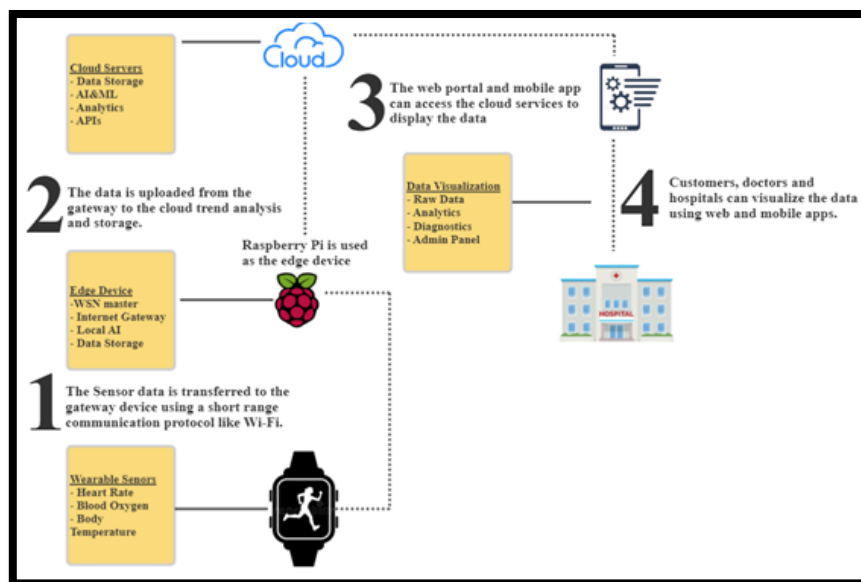 Cloud Servers
- Data Storage
- AI&ML
- Analytics
- APIs
Cloud
3
The web portal and mobile app
can access the cloud services to
display the data
2
The data is uploaded from the
gateway to the cloud trend analysis
and storage.
Data Visualization
- Raw Data
- Analytics
- Diagnostics
- Admin Panel
4
Customers, doctors and
hospitals can visualize the data
using web and mobile apps.
Raspberry Pi is used
as the edge device
Edge Device
-WSN master
- Internet Gateway
- Local AI
- Data Storage
HOSPITAL
1
The Sensor data is transferred to the
gateway device using a short range
communication protocol like Wi-Fi.
Wearable Senors
- Heart Rate
- Blood Oxygen
- Body
Temperature